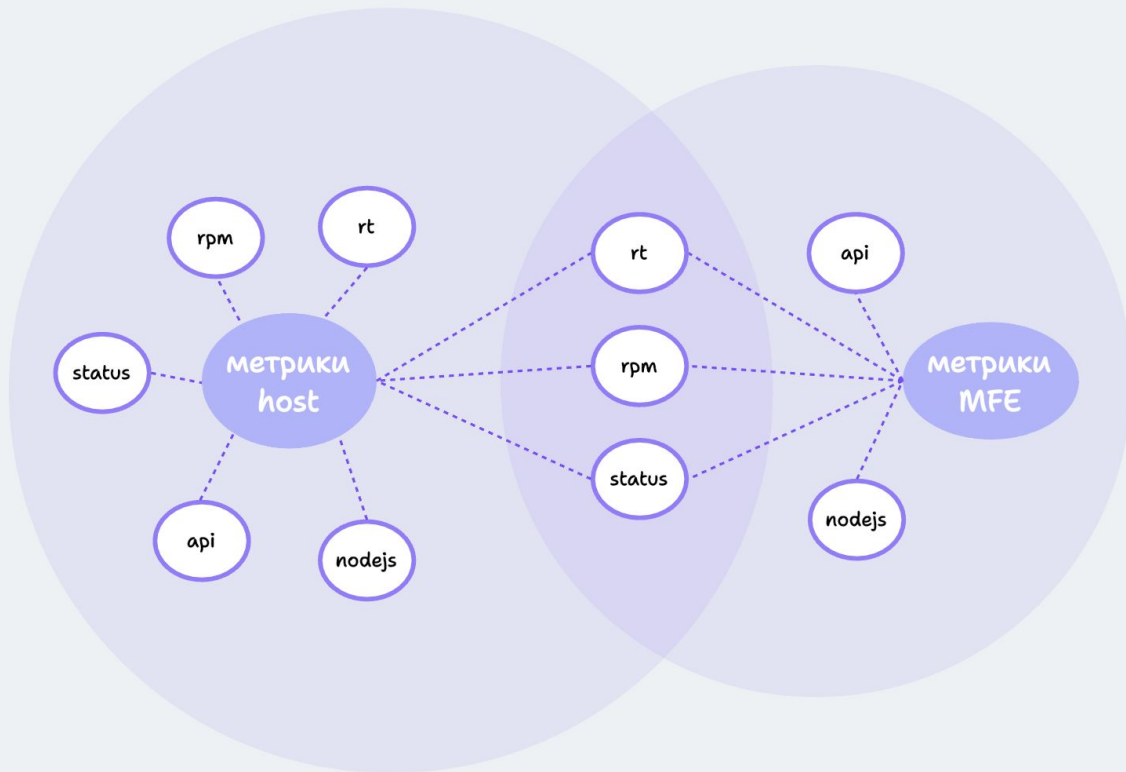 rpm
rt
status
метрики
host
api
nodejs
rt
rpm
status
api
метрики
MFE
nodejs